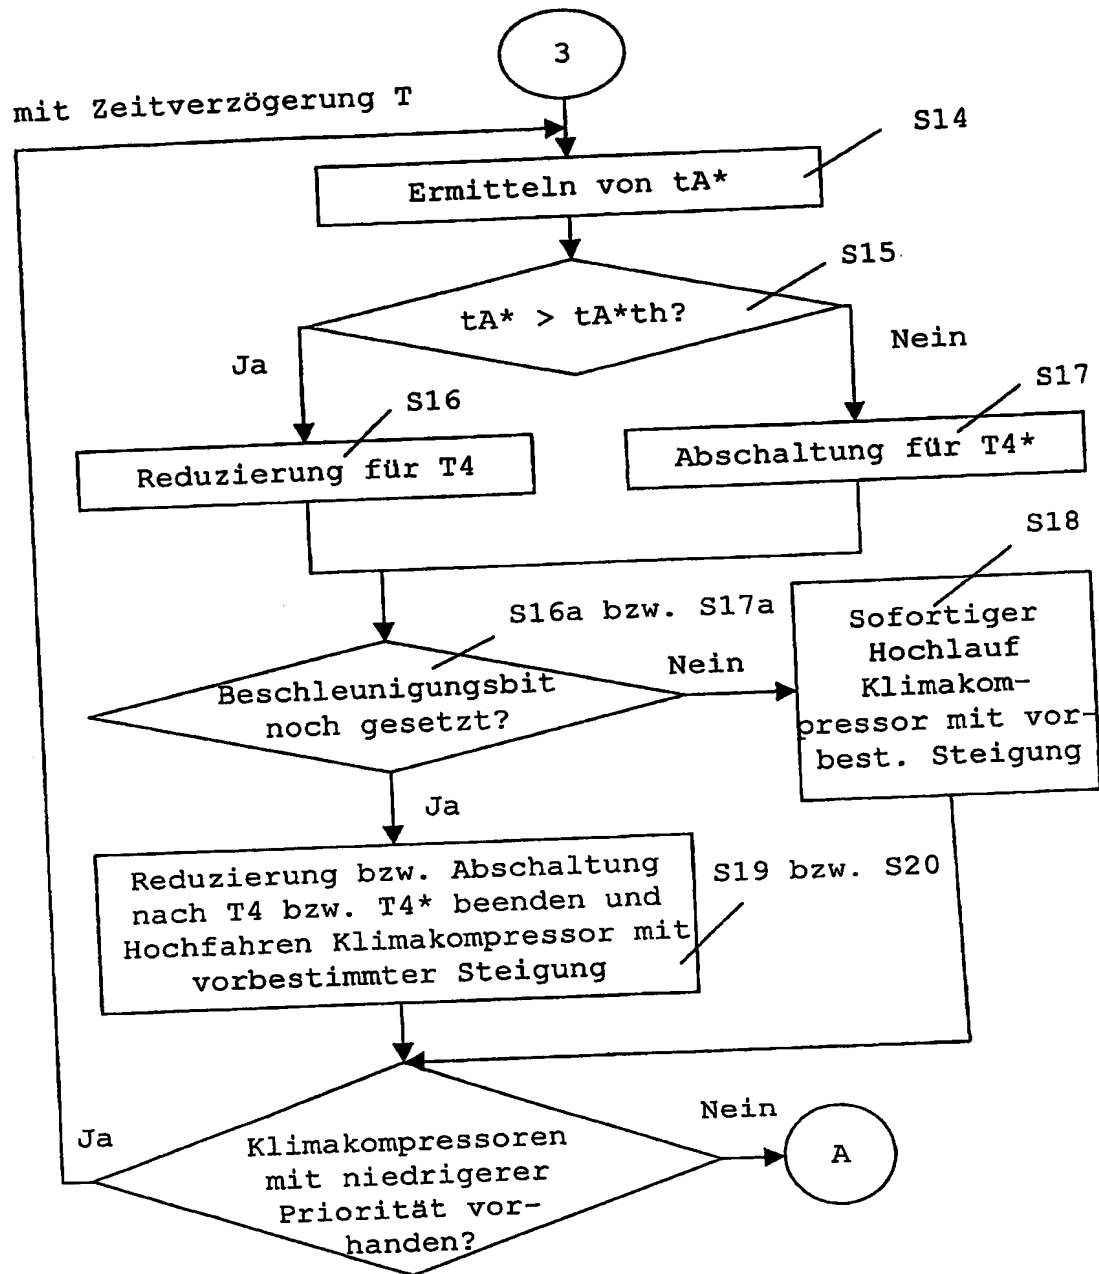 3
mit Zeitverzögerung T
S14
Ermitteln von tA*
S15
tA* > tA*th?
Ja
Nein
S16
S17
Reduzierung für T4
Abschaltung für T4*
S18
S16a bzw. S17a
Sofortiger
Hochlauf
Klimakom-
pressor mit vor-
best. Steigung
Nein
Beschleunigungsbit
noch gesetzt?
Ja
S19 bzw. S20
Reduzierung bzw. Abschaltung
nach T4 bzw. T4* beenden und
Hochfahren Klimakompressor mit
vorbestimmter Steigung
Ja
Nein
Klimakompressoren
mit niedrigerer
Priorität vor-
handen?
A